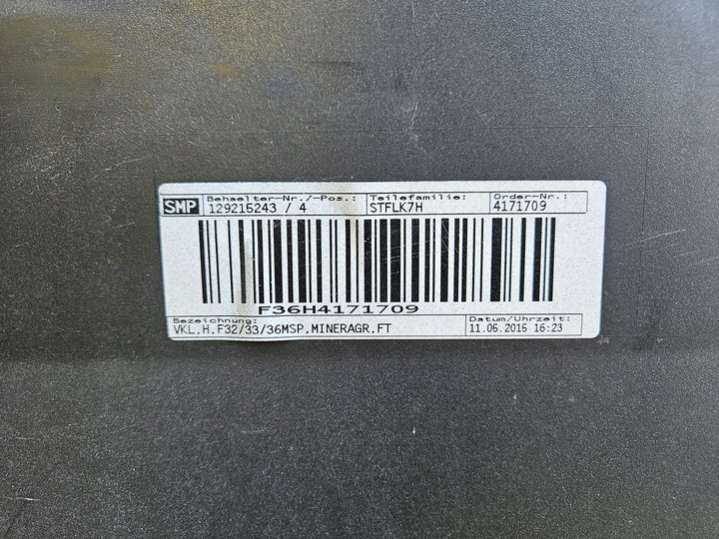 SMP
Behaelter-Nr./-Pos.: Teilefamilie: Order-Nr.:
129215243 / 4 STFLK7H 4171709
F36H4171709
Bezeichnung: Datum/Uhrzeit:
VKL.H.F32/33/36MSP.MINERAGR.FT 11.06.2015 16:23